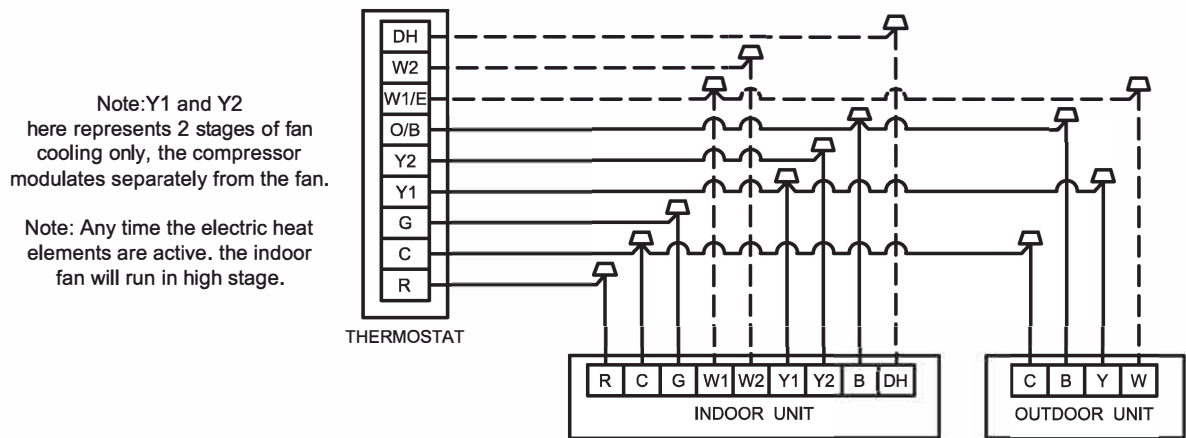 Note:Y1 and Y2
here represents 2 stages of fan
cooling only, the compressor
modulates separately from the fan.
Note: Any time the electric heat
elements are active. the indoor
fan will run in high stage.
DH
W2
W1/E
O/B
Y2
Y1
G
C
R
THERMOSTAT
R C G W1 W2 Y1 Y2 B DH
INDOOR UNIT
C B Y W
OUTDOOR UNIT